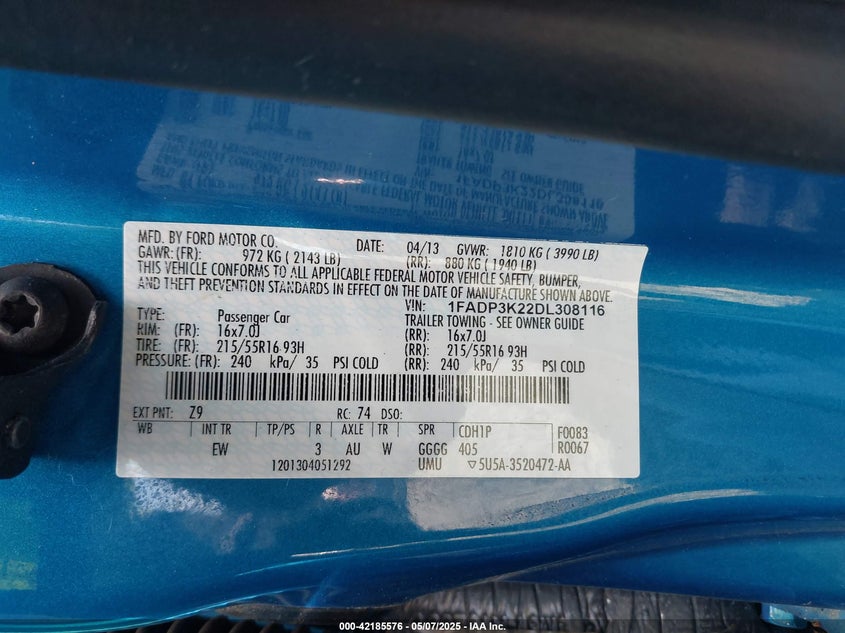 MFD. BY FORD MOTOR CO. DATE: 04/13 GVWR: 1810 KG ( 3990 LB)
GAWR: (FR): 972 KG ( 2143 LB) (RR): 880 KG ( 1940 LB)
THIS VEHICLE CONFORMS TO ALL APPLICABLE FEDERAL MOTOR VEHICLE SAFETY, BUMPER,
AND THEFT PREVENTION STANDARDS IN EFFECT ON THE DATE OF MANUFACTURE SHOWN ABOVE.
VIN: 1FADP3K22DL308116
TYPE: Passenger Car TRAILER TOWING - SEE OWNER GUIDE
RIM: (FR): 16x7.0J (RR): 16x7.0J
TIRE: (FR): 215/55R16 93H (RR): 215/55R16 93H
PRESSURE: (FR): 240 kPa/ 35 PSI COLD (RR): 240 kPa/ 35 PSI COLD
EXT PNT: Z9 RC: 74 DSO:
WB INT TR TP/PS R AXLE TR SPR CDH1P F0083
EW 3 AU W GGGG 405 R0067
1201304051292 UMU ▽5U5A-3520472-AA
000-42185576 - 05/07/2025 - IAA Inc.